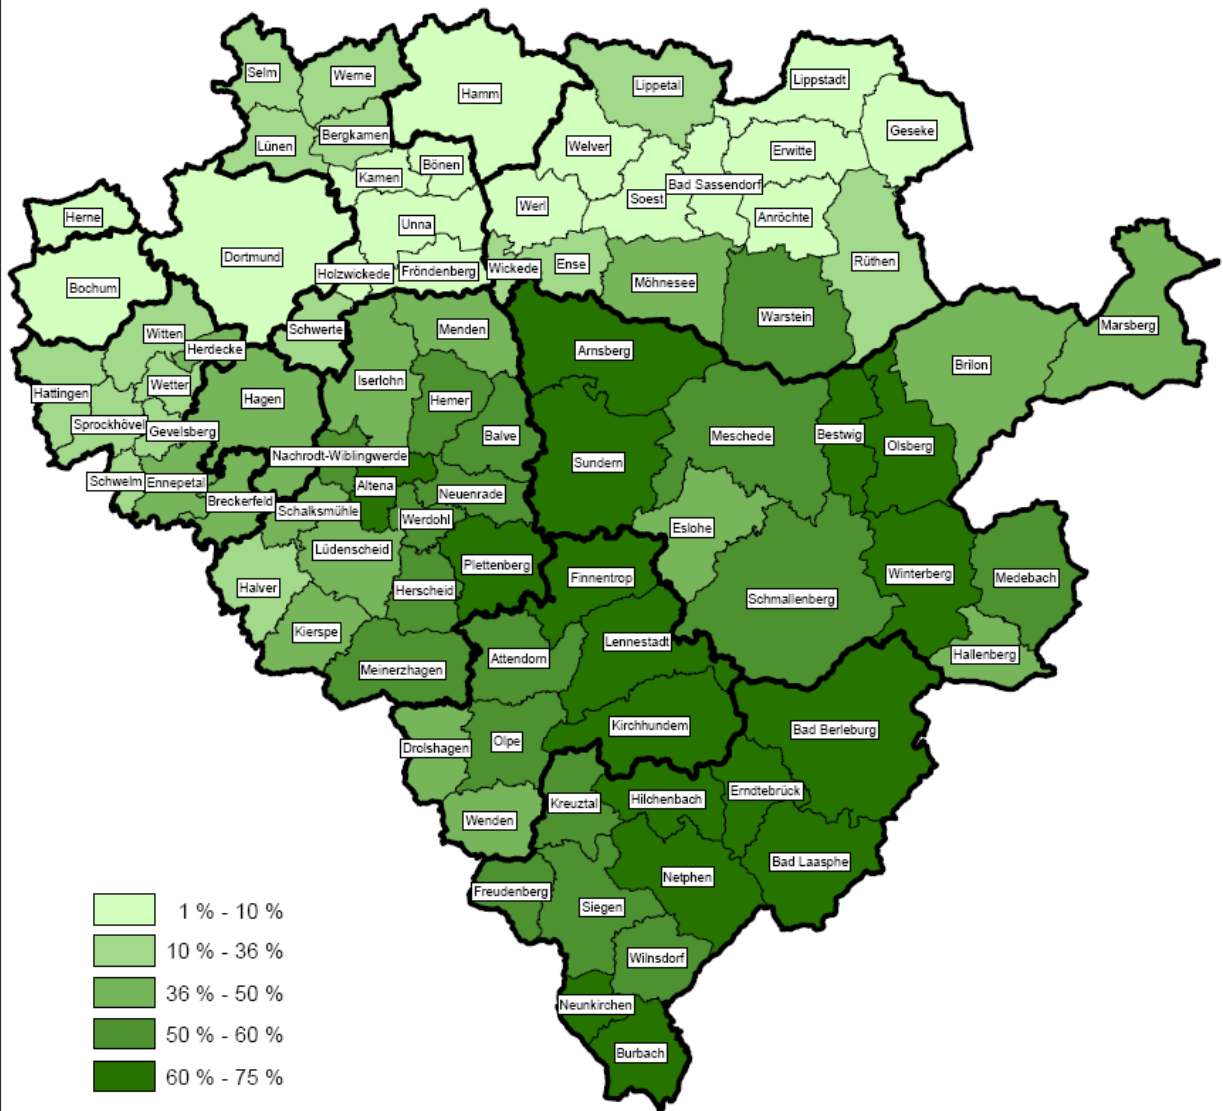 Selm
Werne
Hamm
Lippetal
Lippstadt
Geseke
Lünen
Bergkamen
Welver
Erwitte
Kamen
Bönen
Bad Sassendorf
Soest
Werl
Anröchte
Herne
Unna
Dortmund
Rüthen
Ense
Wickede
Holzwickede
Fröndenberg
Möhnesee
Bochum
Warstein
Marsberg
Schwerte
Menden
Witten
Herdecke
Arnsberg
Brilon
Iserlohn
Wetter
Hattingen
Hagen
Hemer
Sprockhövel
Gevelsberg
Balve
Meschede
Bestwig
Olsberg
Nachrodt-Wiblingwerde
Sundern
Schwelm
Ennepetal
Altena
Neuenrade
Breckerfeld
Schalksmühle
Werdohl
Eslohe
Lüdenscheid
Plettenberg
Finnentrop
Winterberg
Medebach
Halver
Herscheid
Schmallenberg
Kierspe
Lennestadt
Hallenberg
Attendorn
Meinerzhagen
Kirchhundem
Bad Berleburg
Olpe
Drolshagen
Erndtebrück
Hilchenbach
Kreuztal
Wenden
Bad Laasphe
Netphen
Freudenberg
Siegen
Wilnsdorf
Neunkirchen
Burbach
1 % - 10 %
10 % - 36 %
36 % - 50 %
50 % - 60 %
60 % - 75 %